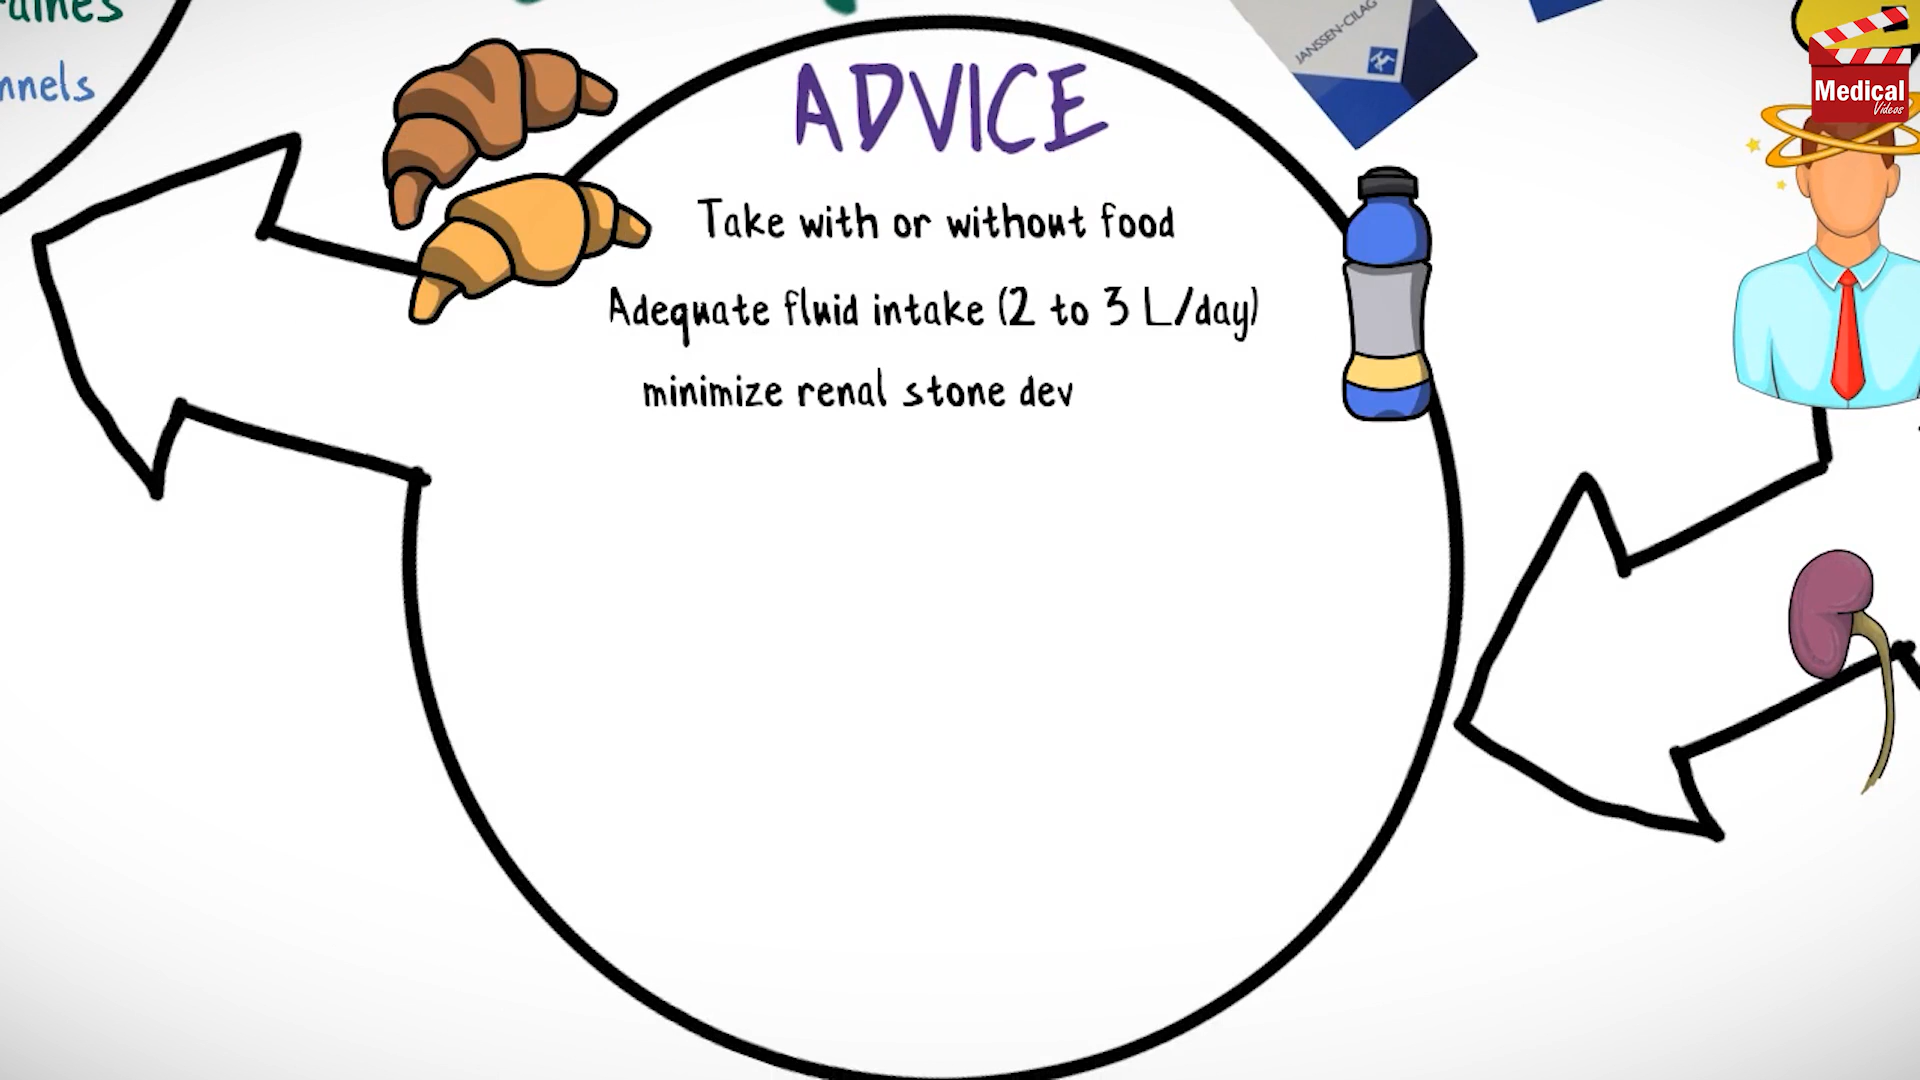 JANSSEN-CILAG
Medical
Videos
nnels
ADVICE
Take with or without food
Adequate fluid intake (2 to 3 L/day)
minimize renal stone dev